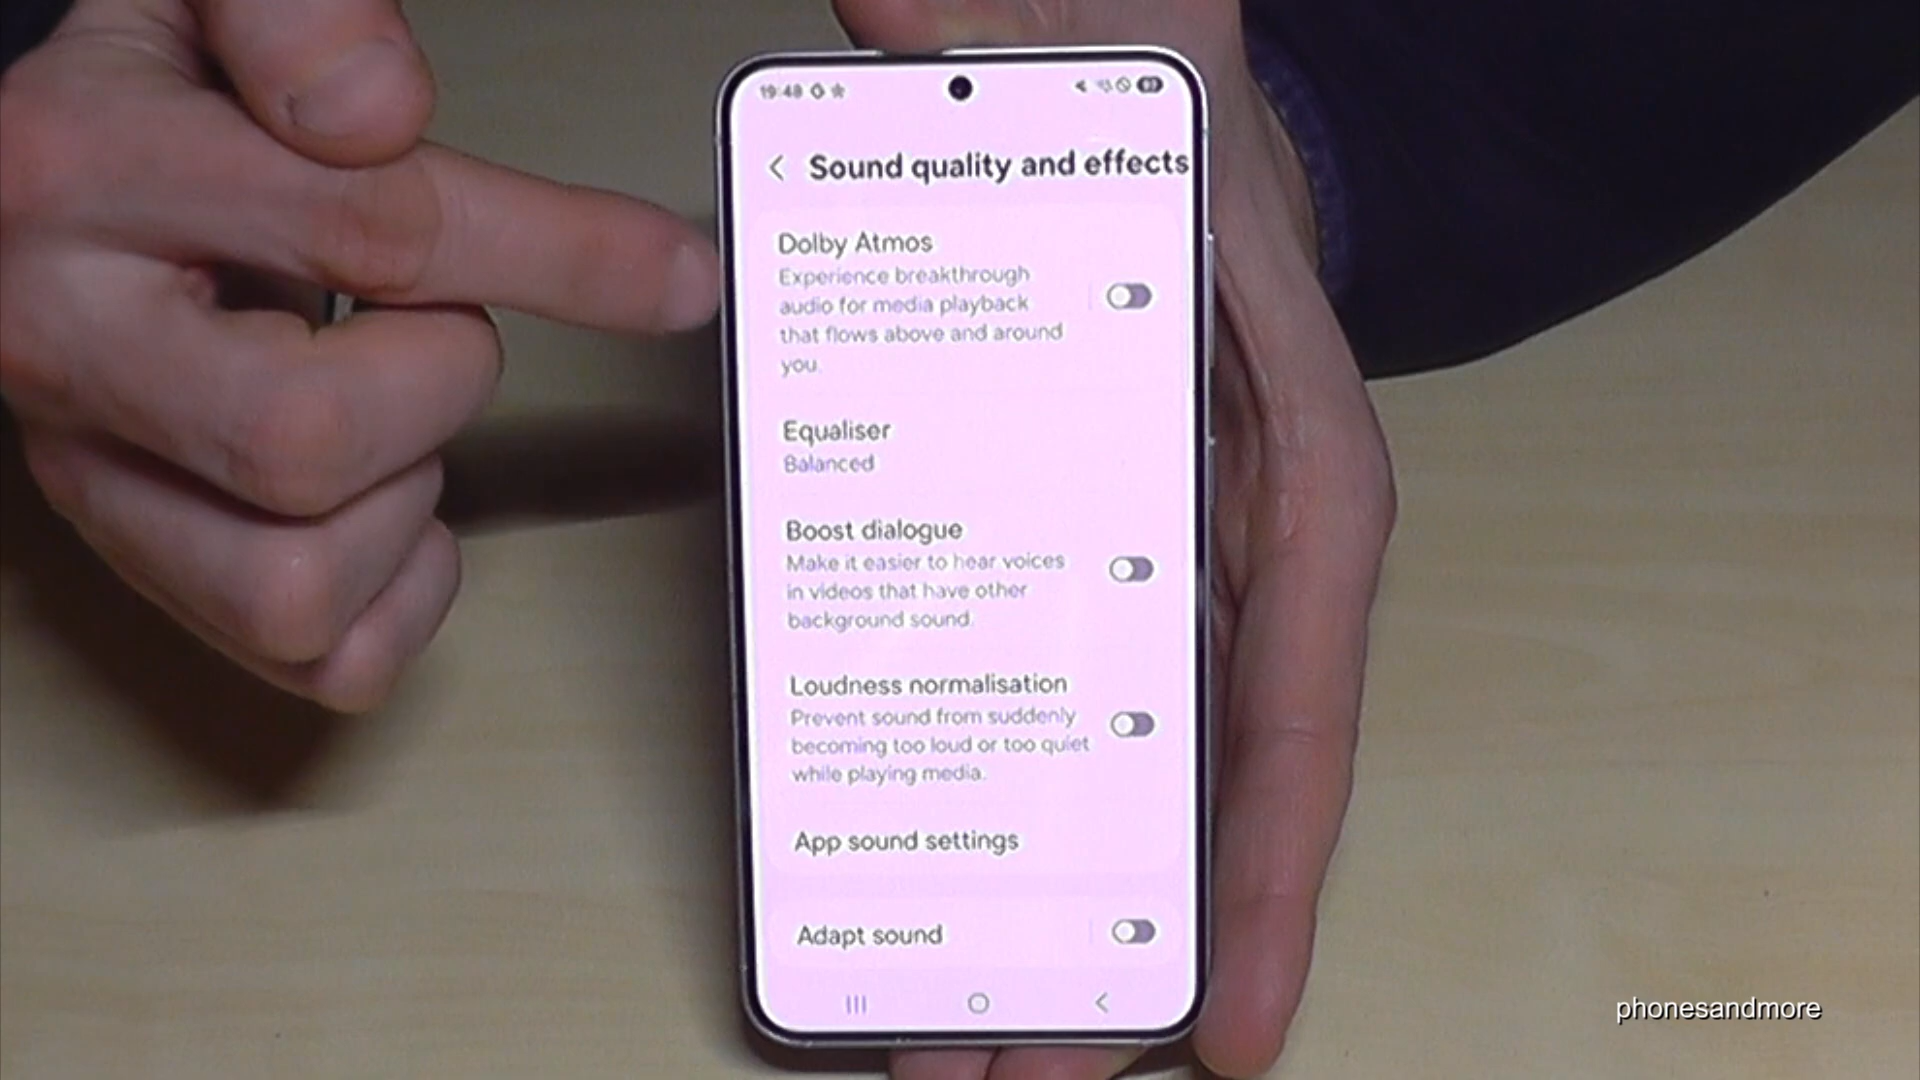 19:48
Sound quality and effects
Dolby Atmos
Experience breakthrough
audio for media playback
that flows above and around
you.
Equaliser
Balanced
Boost dialogue
Make it easier to hear voices
in videos that have other
background sound.
Loudness normalisation
Prevent sound from suddenly
becoming too loud or too quiet
while playing media.
App sound settings
Adapt sound
phonesandmore